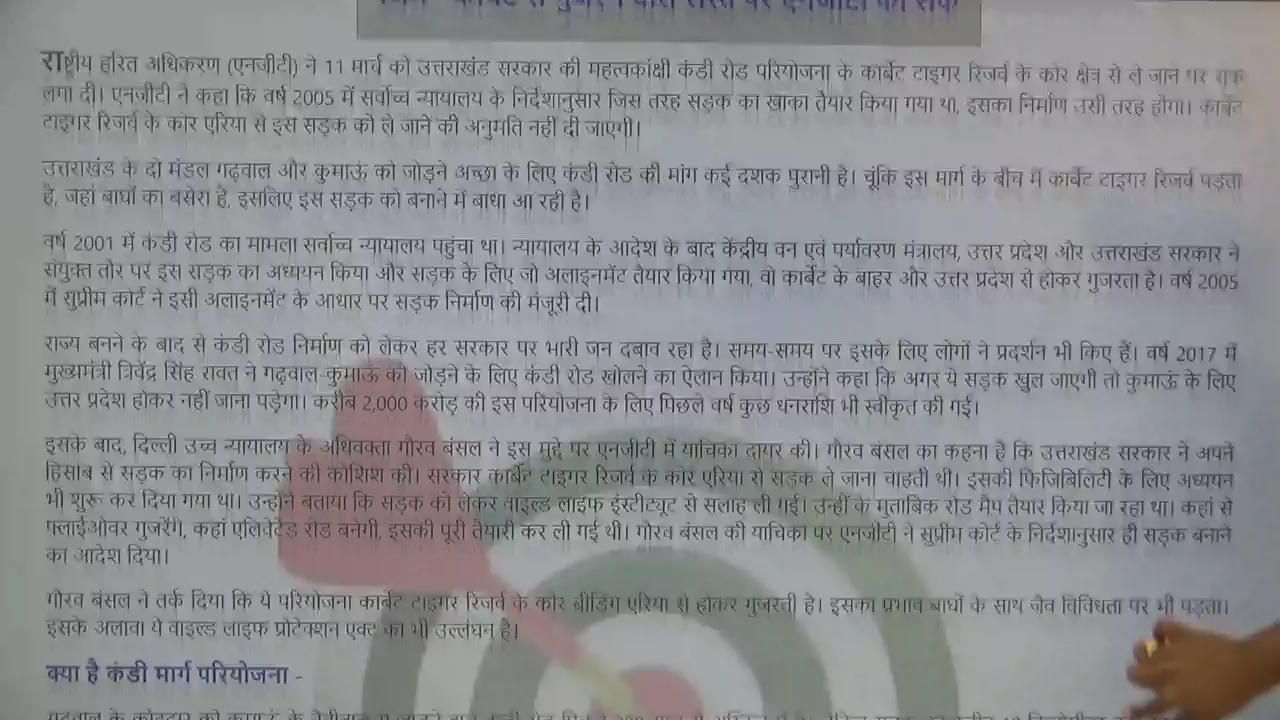 राष्ट्रीय हरित अधिकरण (एनजीटी) ने 11 मार्च को उत्तराखंड सरकार की महत्वकांक्षी कंडी रोड परियोजना के कार्बेट टाइगर रिजर्व के कोर क्षेत्र से ले जाने पर रोक
लगा दी। एनजीटी ने कहा कि वर्ष 2005 में सर्वोच्च न्यायालय के निर्देशानुसार जिस तरह सड़क का खाका तैयार किया गया था, इसका निर्माण उसी तरह होगा। कार्बेट
टाइगर रिजर्व के कोर एरिया से इस सड़क को ले जाने की अनुमति नहीं दी जाएगी।
उत्तराखंड के दो मंडल गढ़वाल और कुमाऊं को जोड़ने अच्छा के लिए कंडी रोड की मांग कई दशक पुरानी है। चूंकि इस मार्ग के बीच में कार्बेट टाइगर रिजर्व पड़ता
है, जहां बाघों का बसेरा है, इसलिए इस सड़क को बनाने में बाधा आ रही है।
वर्ष 2001 में कंडी रोड का मामला सर्वोच्च न्यायालय पहुंचा था। न्यायालय के आदेश के बाद केंद्रीय वन एवं पर्यावरण मंत्रालय, उत्तर प्रदेश और उत्तराखंड सरकार ने
संयुक्त तौर पर इस सड़क का अध्ययन किया और सड़क के लिए जो अलाइनमेंट तैयार किया गया, वो कार्बेट के बाहर और उत्तर प्रदेश से होकर गुजरता है। वर्ष 2005
में सुप्रीम कोर्ट ने इसी अलाइनमेंट के आधार पर सड़क निर्माण की मंजूरी दी।
राज्य बनने के बाद से कंडी रोड निर्माण को लेकर हर सरकार पर भारी जन दबाव रहा है। समय-समय पर इसके लिए लोगों ने प्रदर्शन भी किए हैं। वर्ष 2017 में
मुख्यमंत्री त्रिवेंद्र सिंह रावत ने गढ़वाल-कुमाऊं को जोड़ने के लिए कंडी रोड खोलने का ऐलान किया। उन्होंने कहा कि अगर ये सड़क खुल जाएगी तो कुमाऊं के लिए
उत्तर प्रदेश होकर नहीं जाना पड़ेगा। करीब 2,000 करोड़ की इस परियोजना के लिए पिछले वर्ष कुछ धनराशि भी स्वीकृत की गई।
इसके बाद, दिल्ली उच्च न्यायालय के अधिवक्ता गौरव बंसल ने इस मुद्दे पर एनजीटी में याचिका दायर की। गौरव बंसल का कहना है कि उत्तराखंड सरकार ने अपने
हिसाब से सड़क का निर्माण करने की कोशिश की। सरकार कार्बेट टाइगर रिजर्व के कोर एरिया से सड़क ले जाना चाहती थी। इसकी फिजिबिलिटी के लिए अध्ययन
भी शुरू कर दिया गया था। उन्होंने बताया कि सड़क को लेकर वाइल्ड लाइफ इंस्टीट्यूट से सलाह ली गई। उन्हीं के मुताबिक रोड मैप तैयार किया जा रहा था। कहां से
फ्लाईओवर गुजरेंगे, कहां एलिवेटेड रोड बनेगी, इसकी पूरी तैयारी कर ली गई थी। गौरव बंसल की याचिका पर एनजीटी ने सुप्रीम कोर्ट के निर्देशानुसार ही सड़क बनाने
का आदेश दिया।
गौरव बंसल ने तर्क दिया कि ये परियोजना कार्बेट टाइगर रिजर्व के कोर ब्रीडिंग एरिया से होकर गुजरती है। इसका प्रभाव बाघों के साथ जैव विविधता पर भी पड़ता।
इसके अलावा ये वाइल्ड लाइफ प्रोटेक्शन एक्ट का भी उल्लंघन है।
क्या है कंडी मार्ग परियोजना -